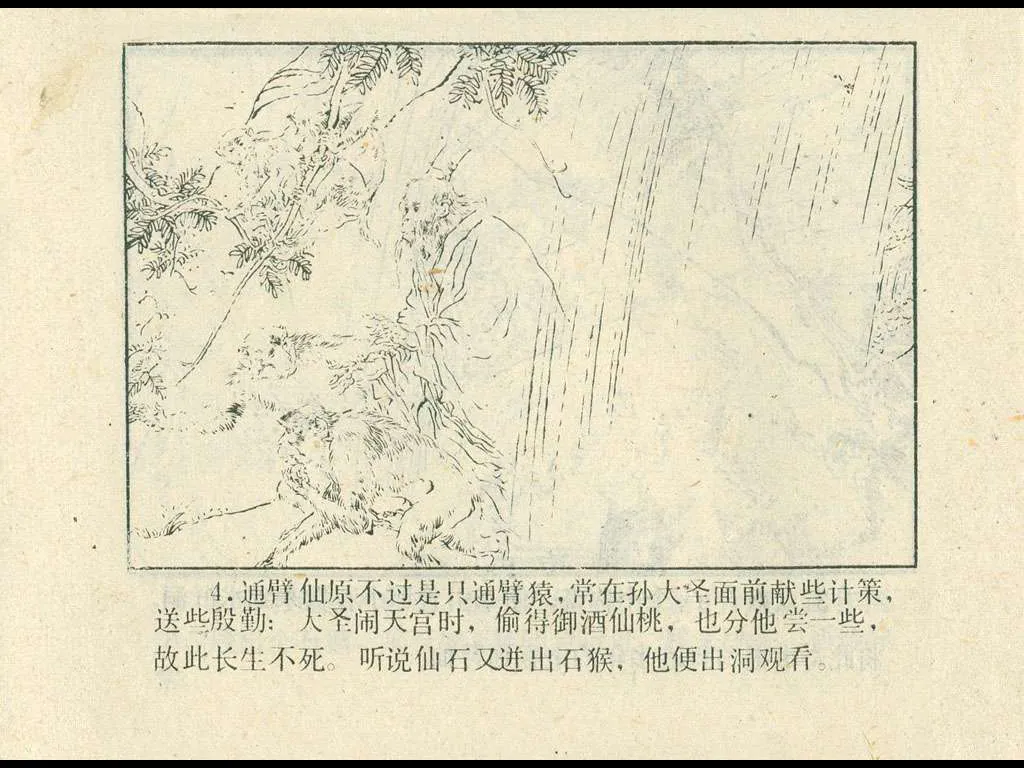 4.通臂仙原不过是只通臂猿,常在孙大圣面前献些计策,
送些殷勤:大圣闹天宫时,偷得御酒仙桃,也分他尝一些,
故此长生不死。听说仙石又迸出石猴,他便出洞观看。